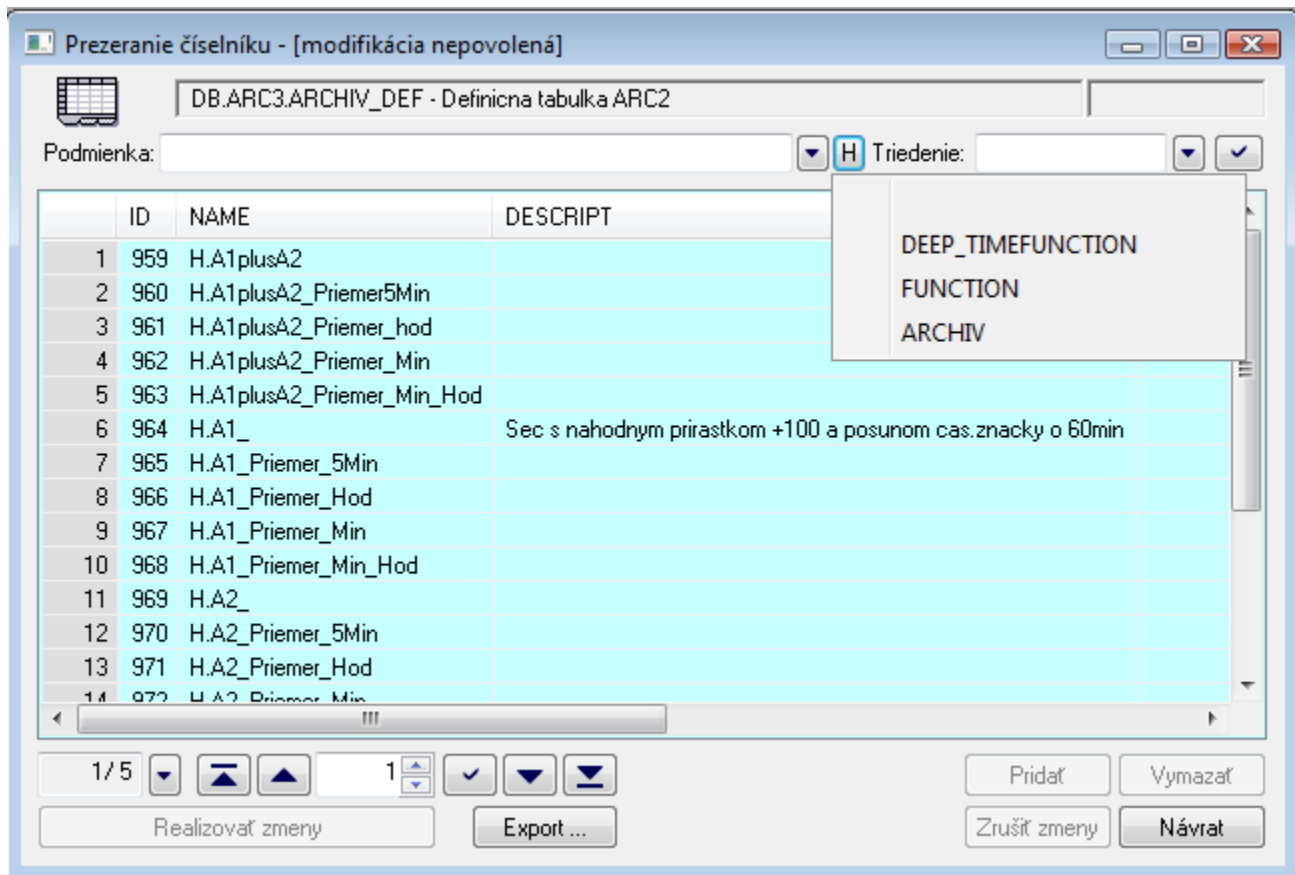 Prezeranie číselníku - [modifikácia nepovolená]
DB.ARC3.ARCHIV_DEF - Definicna tabulka ARC2
Podmienka: H Triedenie:
ID NAME DESCRIPT
DEEP_TIMEFUNCTION
FUNCTION
ARCHIV
1 959 H.A1plusA2
2 960 H.A1plusA2_Priemer5Min
3 961 H.A1plusA2_Priemer_hod
4 962 H.A1plusA2_Priemer_Min
5 963 H.A1plusA2_Priemer_Min_Hod
6 964 H.A1_ Sec s nahodnym prirastkom +100 a posunom cas.znacky o 60min
7 965 H.A1_Priemer_5Min
8 966 H.A1_Priemer_Hod
9 967 H.A1_Priemer_Min
10 968 H.A1_Priemer_Min_Hod
11 969 H.A2_
12 970 H.A2_Priemer_5Min
13 971 H.A2_Priemer_Hod
14 972 H.A2_Priemer_Min
1/ 5 1 Pridať Vymazať
Realizovať zmeny Export ... Zrušiť zmeny Návrat